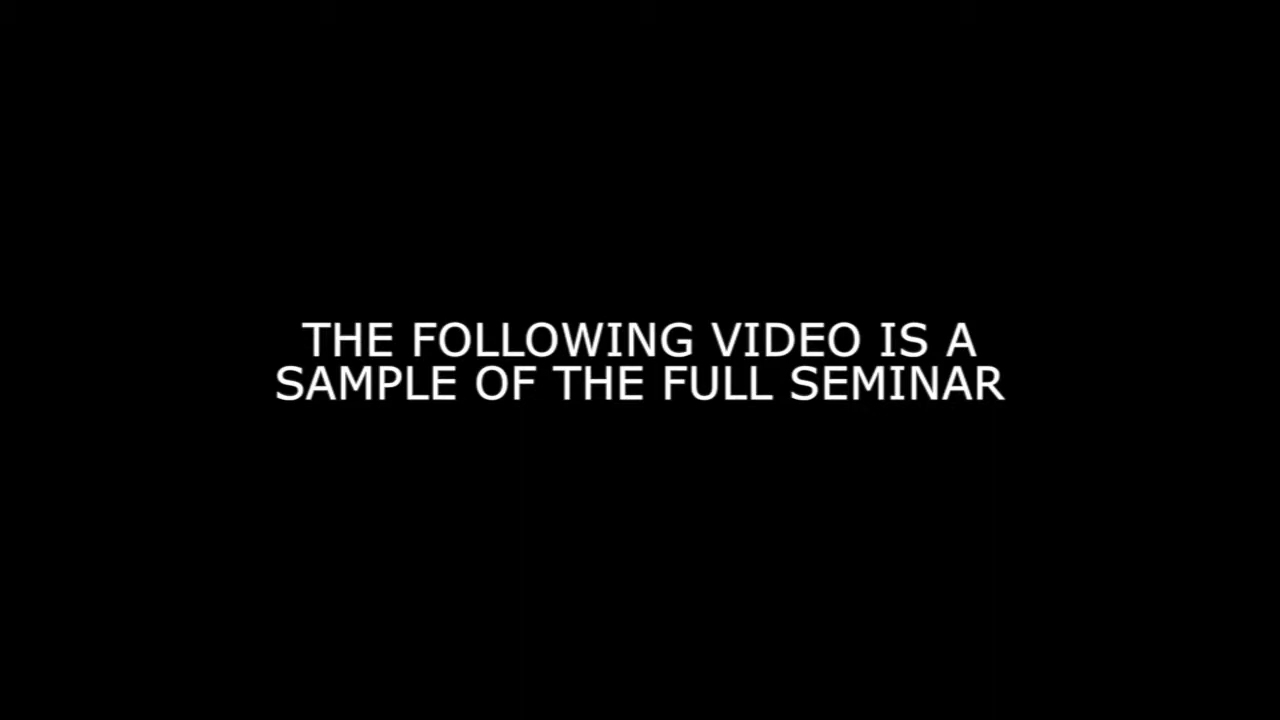 THE FOLLOWING VIDEO IS A
SAMPLE OF THE FULL SEMINAR